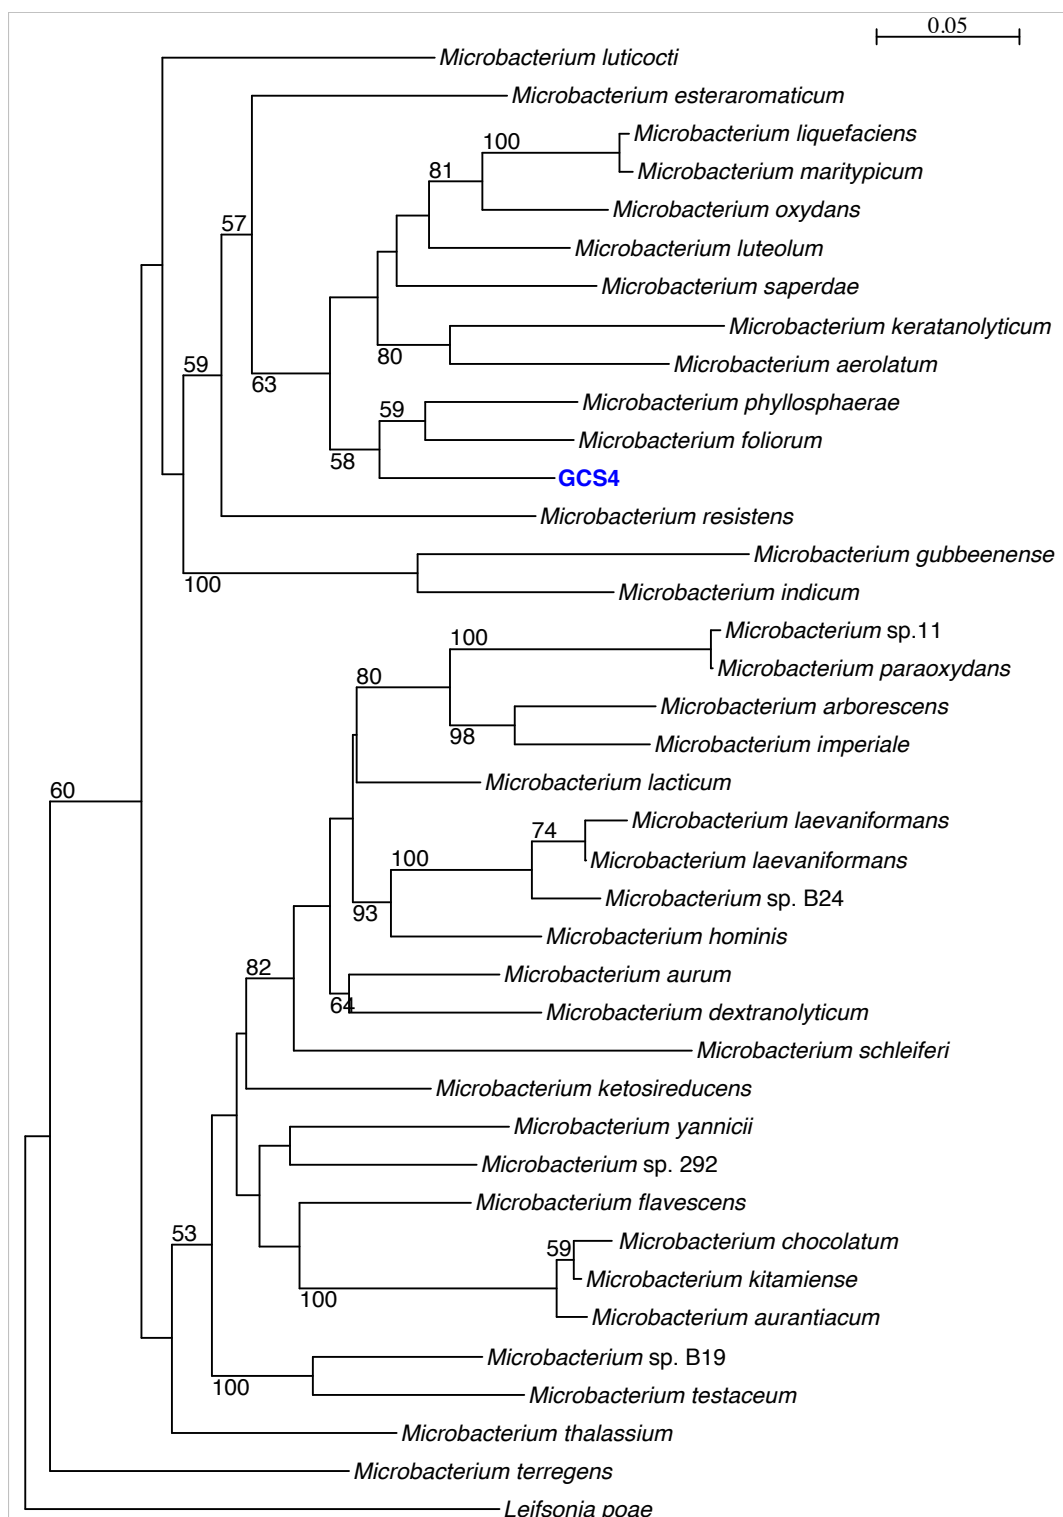 0.05
Microbacterium luticocti
Microbacterium esteraromaticum
Microbacterium liquefaciens
100
Microbacterium maritypicum
81
Microbacterium oxydans
57
Microbacterium luteolum
Microbacterium saperdae
Microbacterium keratanolyticum
80
Microbacterium aerolatum
59
63
Microbacterium phyllosphaerae
59
Microbacterium foliorum
58
GCS4
Microbacterium resistens
Microbacterium gubbeenense
100
Microbacterium indicum
Microbacterium sp.11
100
Microbacterium paraoxydans
80
Microbacterium arborescens
98
Microbacterium imperiale
Microbacterium lacticum
60
Microbacterium laevaniformans
74
Microbacterium laevaniformans
100
Microbacterium sp. B24
93
Microbacterium hominis
82
Microbacterium aurum
64
Microbacterium dextranolyticum
Microbacterium schleiferi
Microbacterium ketosireducens
Microbacterium yannicii
Microbacterium sp. 292
Microbacterium flavescens
53
Microbacterium chocolatum
59
Microbacterium kitamiense
100
Microbacterium aurantiacum
Microbacterium sp. B19
100
Microbacterium testaceum
Microbacterium thalassium
Microbacterium terregens
Leifsonia poae